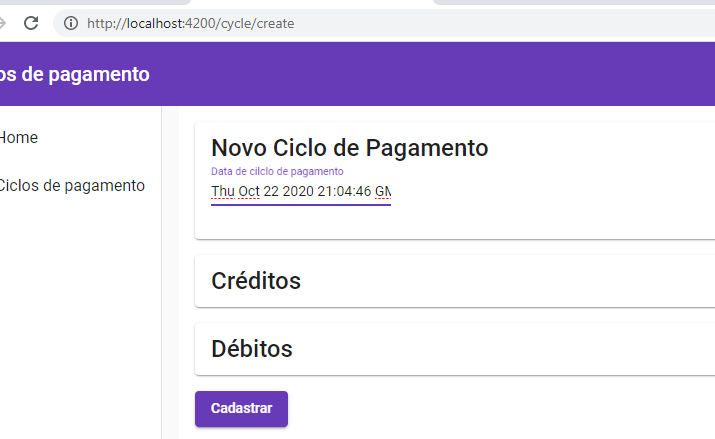 http://localhost:4200/cycle/create
os de pagamento
Home
Ciclos de pagamento
Novo Ciclo de Pagamento
Data de cilclo de pagamento
Thu Oct 22 2020 21:04:46 GM
Créditos
Débitos
Cadastrar